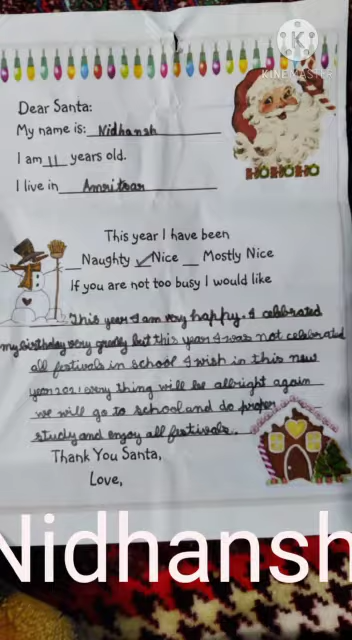 KINEMASTER
Dear Santa:
My name is: Nidhansh
I am 11 years old.
HO HO HO
I live in Amritsar
This year I have been
Naughty ✓ Nice Mostly Nice
If you are not too busy I would like
This year I am very happy. I celebrated
my birthday very greatly but this year I was not celebrated
all festivals in school I wish in this new
year 2021 every thing will be allright again
we will go to school and do proper
study and enjoy all festivals.
Thank You Santa,
Love,
Nidhansh